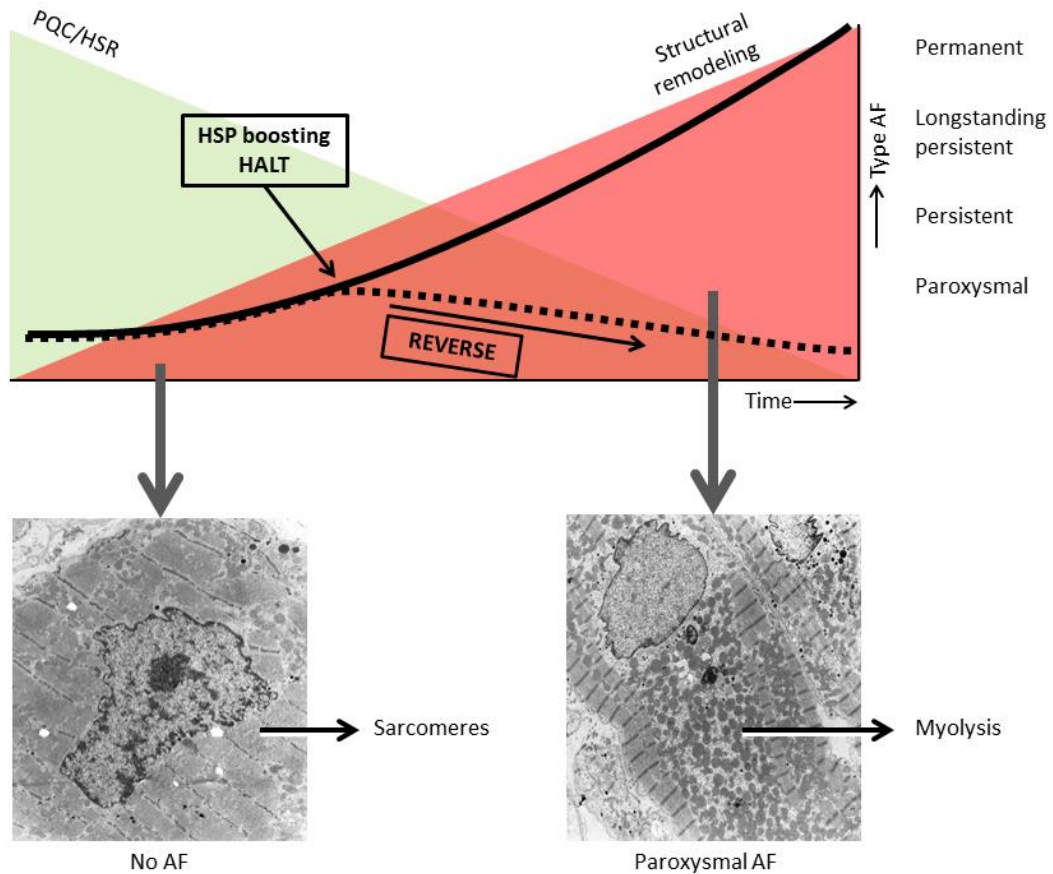 PQC/HSR
Structural
remodeling
HSP boosting
HALT
REVERSE
Type AF
Permanent
Longstanding
persistent
Persistent
Paroxysmal
Time
Sarcomeres
Myolysis
No AF
Paroxysmal AF